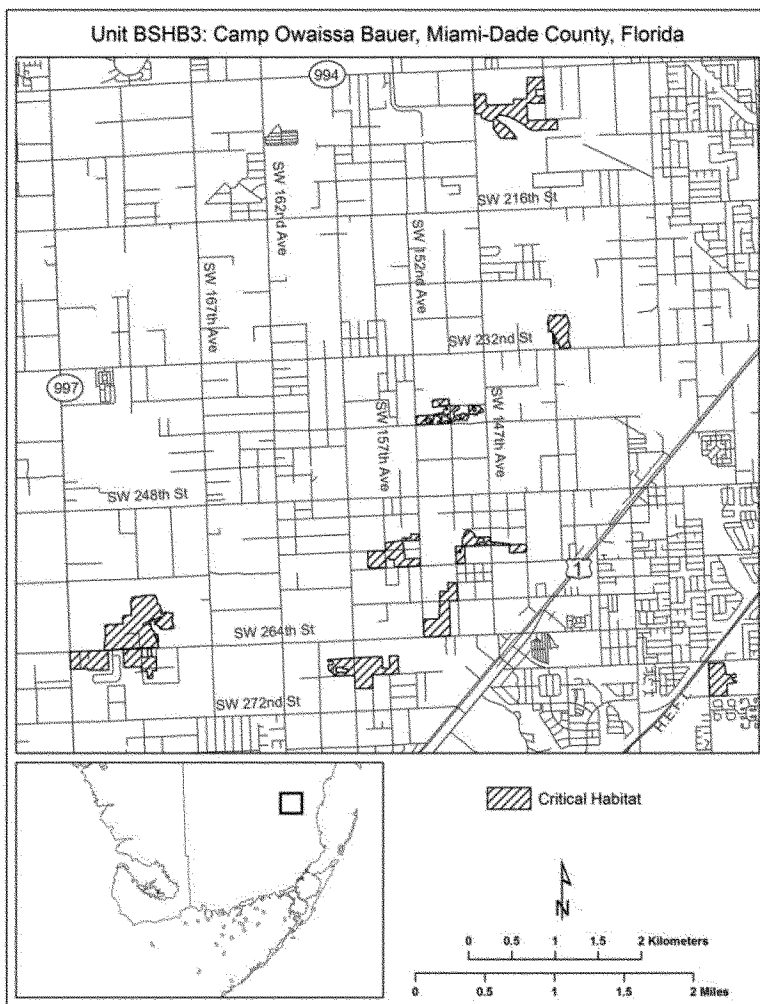 Unit BSHB3: Camp Owaissa Bauer, Miami-Dade County, Florida
994
SW 162nd Ave
SW 216th St
SW 167th Ave
SW 152nd Ave
SW 232nd St
997
SW 157th Ave
SW 147th Ave
SW 248th St
1
SW 264th St
SW 272nd St
H.E.F.T.
Critical Habitat
N
0 0.5 1 1.5 2 Kilometers
0 0.5 1 1.5 2 Miles